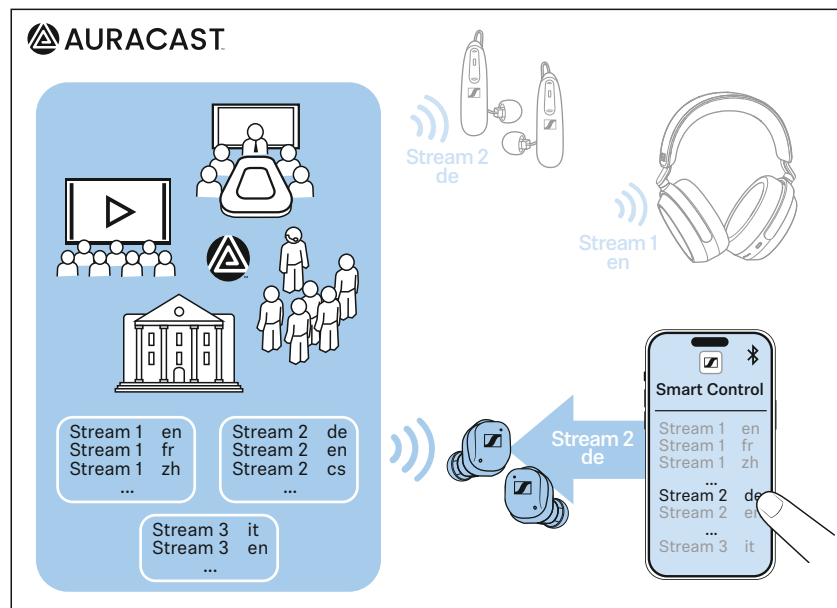 AURACAST™
Stream 2
de
Stream 1
en
Stream 1 en
Stream 1 fr
Stream 1 zh
...
Stream 2 de
Stream 2 en
Stream 2 cs
...
Stream 3 it
Stream 3 en
...
Stream 2
de
Smart Control
Stream 1 en
Stream 1 fr
Stream 1 zh
...
Stream 2 de
Stream 2 en
...
Stream 3 it